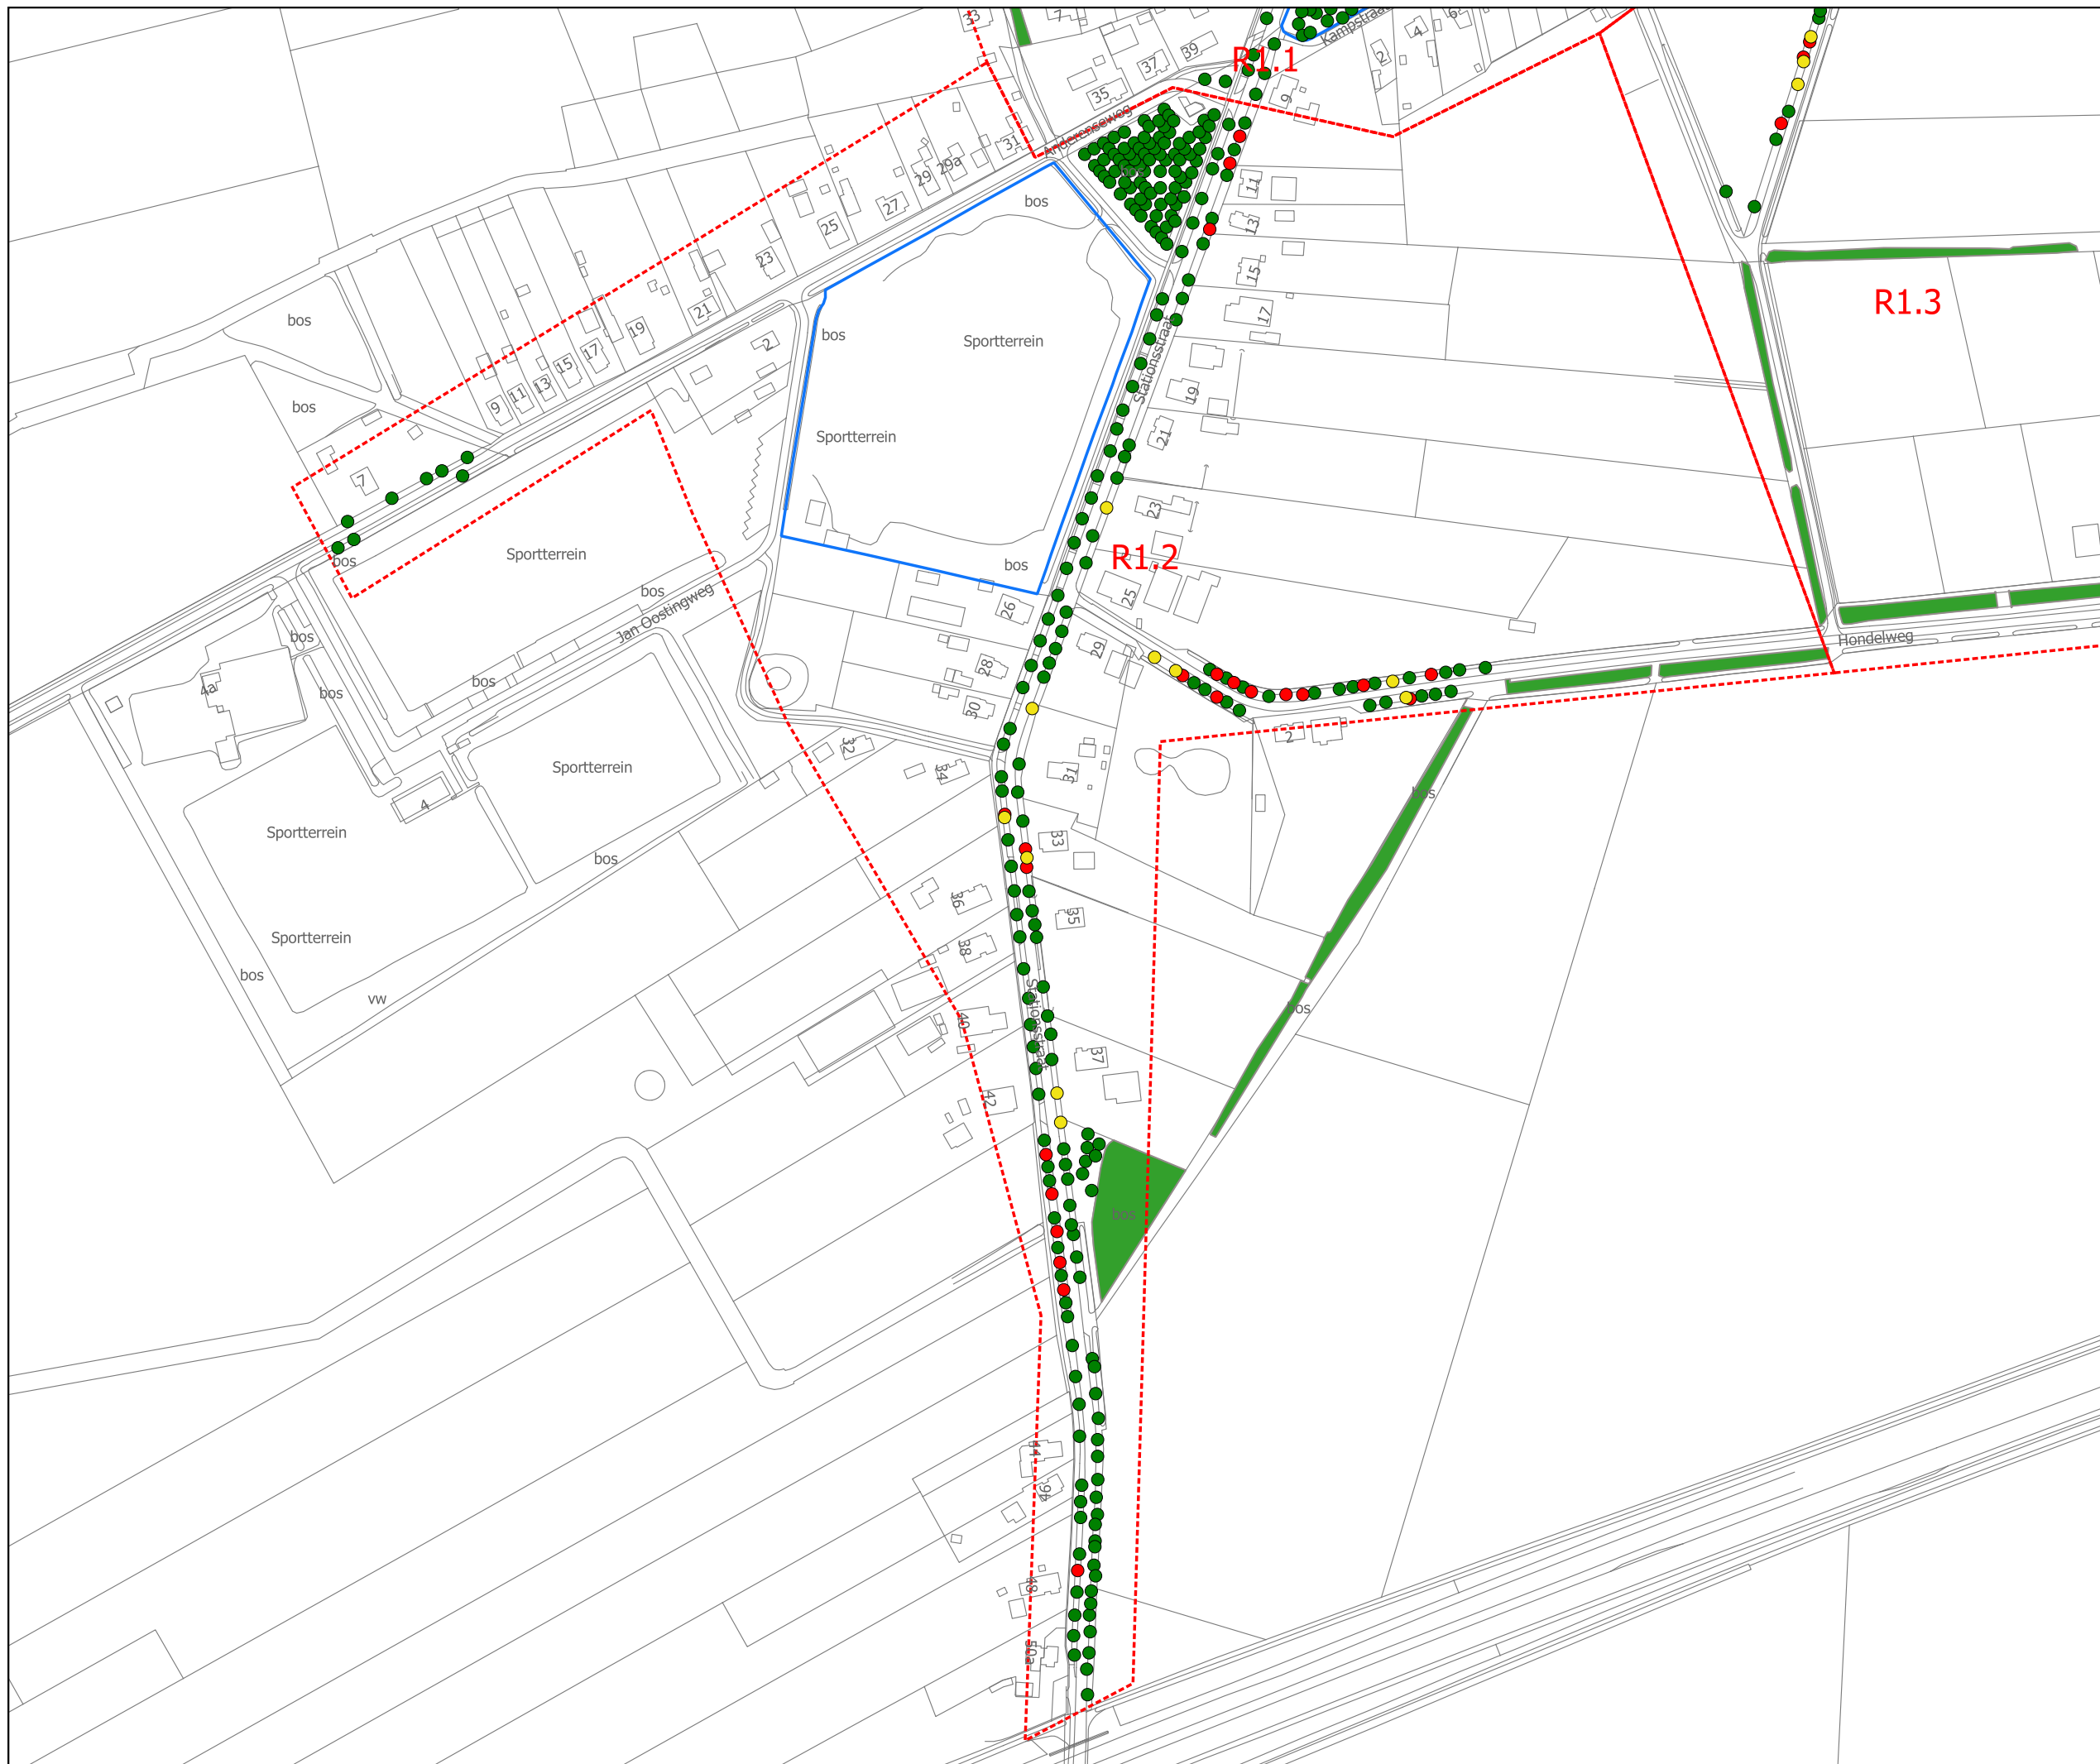 33
7
Kampstraat
6
4
2
R1.1
39
37
35
9
Anderenseweg
31
29a
29
27
25
23
21
19
17
15
13
11
9
7
bos
bos
bos
bos
bos
2
11
13
15
17
19
21
23
25
Stationsstraat
Sportterrein
Sportterrein
bos
R1.3
R1.2
Sportterrein
bos
bos
Jan Oostingweg
bos
bos
bos
4a
4
Sportterrein
Sportterrein
Sportterrein
bos
bos
vw
26
28
30
32
34
29
31
33
2
Hondelweg
bos
bos
36
38
35
40
37
42
Stationsstraat
bos
44
48
50a